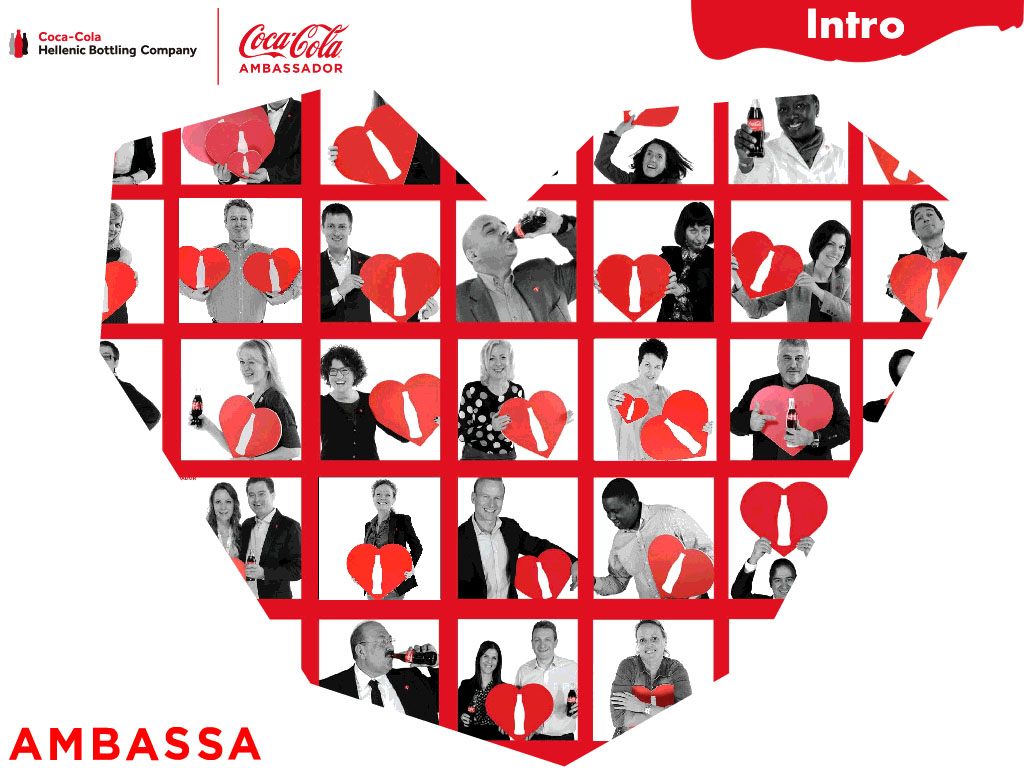 Coca-Cola
Hellenic Bottling Company
Coca-Cola
AMBASSADOR
Intro
AMBASSA